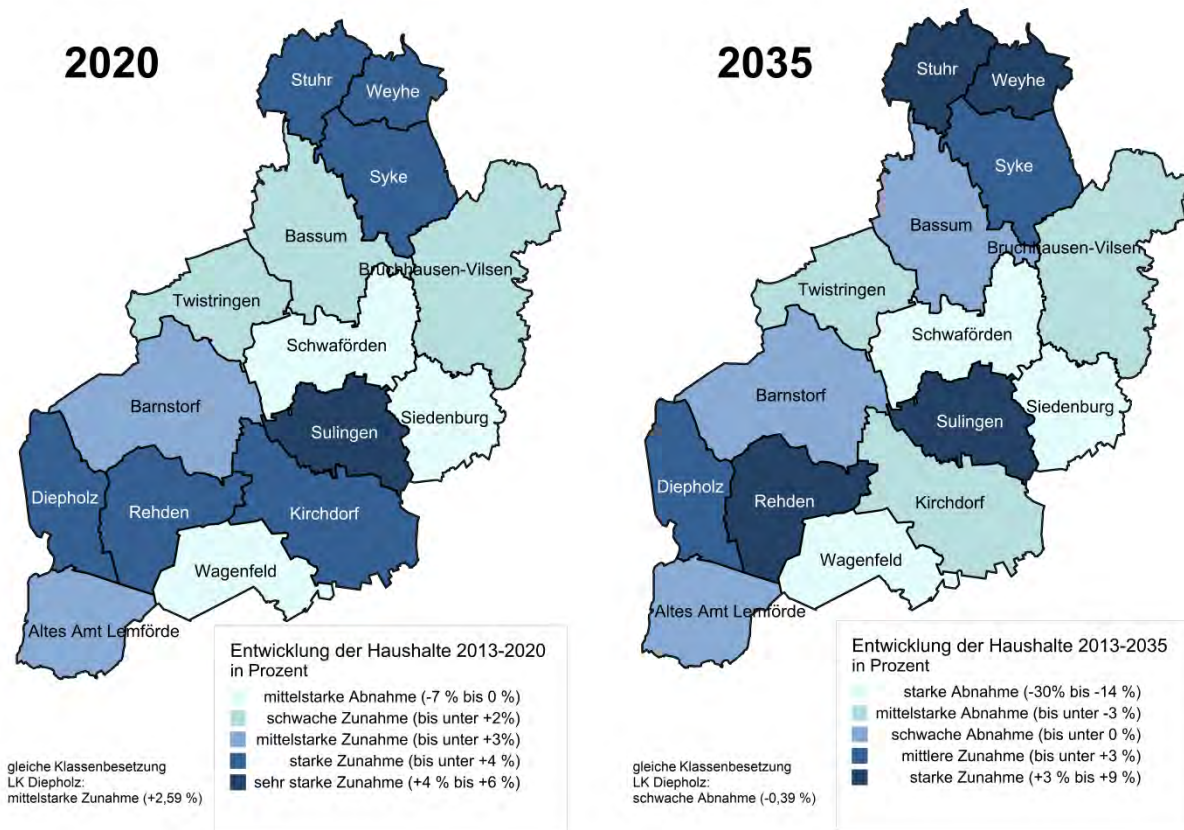 2020
Stuhr
Weyhe
Syke
Bassum
Bruchhausen-Vilsen
Twistringen
Schwaförden
Barnstorf
Siedenburg
Sulingen
Diepholz
Rehden
Kirchdorf
Wagenfeld
Altes Amt Lemförde
Entwicklung der Haushalte 2013-2020
in Prozent
mittelstarke Abnahme (-7 % bis 0 %)
schwache Zunahme (bis unter +2%)
mittelstarke Zunahme (bis unter +3%)
starke Zunahme (bis unter +4 %)
sehr starke Zunahme (+4 % bis +6 %)
gleiche Klassenbesetzung
LK Diepholz:
mittelstarke Zunahme (+2,59 %)
2035
Stuhr
Weyhe
Syke
Bassum
Bruchhausen-Vilsen
Twistringen
Schwaförden
Barnstorf
Siedenburg
Sulingen
Diepholz
Rehden
Kirchdorf
Wagenfeld
Altes Amt Lemförde
Entwicklung der Haushalte 2013-2035
in Prozent
starke Abnahme (-30% bis -14 %)
mittelstarke Abnahme (bis unter -3 %)
schwache Abnahme (bis unter 0 %)
mittlere Zunahme (bis unter +3 %)
starke Zunahme (+3 % bis +9 %)
gleiche Klassenbesetzung
LK Diepholz:
schwache Abnahme (-0,39 %)